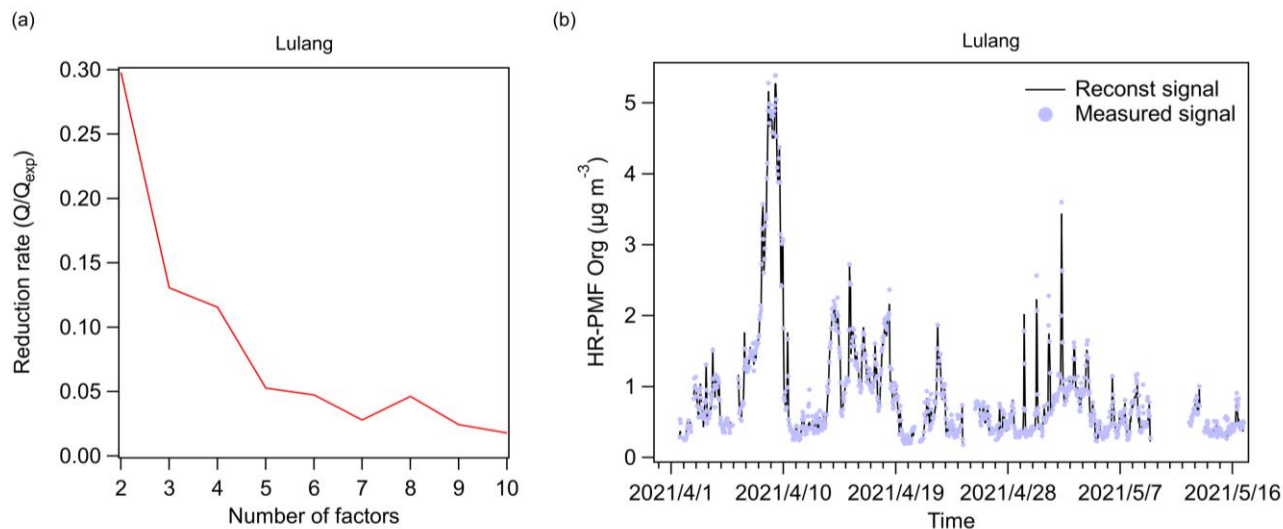 (a)
Lulang
Reduction rate (Q/Qexp)
0.30
0.25
0.20
0.15
0.10
0.05
0.00
2 3 4 5 6 7 8 9 10
Number of factors
(b)
Lulang
Reconst signal
Measured signal
HR-PMF Org (µg m⁻³)
5
4
3
2
1
0
2021/4/1 2021/4/10 2021/4/19 2021/4/28 2021/5/7 2021/5/16
Time